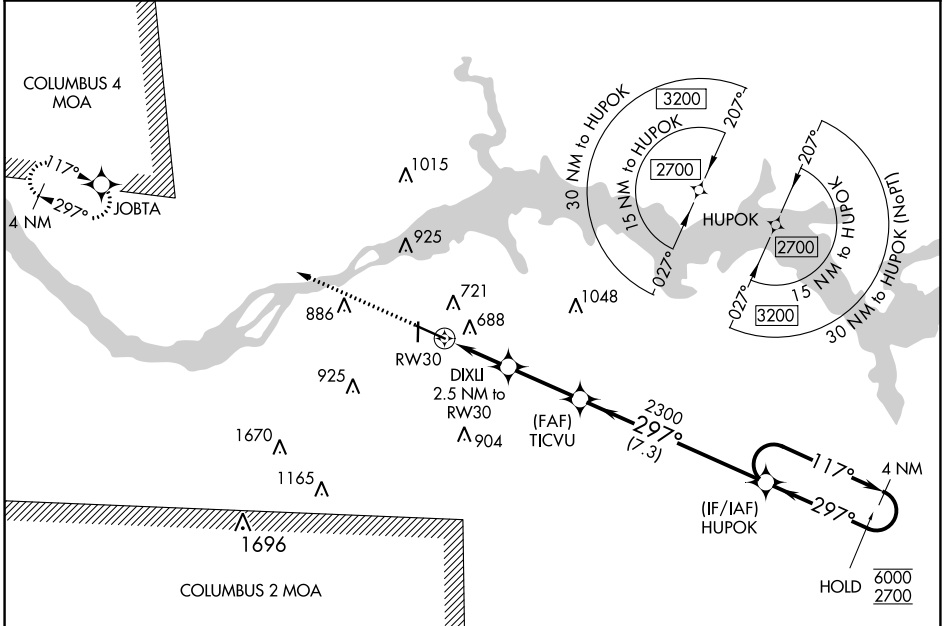 COLUMBUS 4
MOA
117°
297°
4 NM
JOBTA
1015
925
721
886
688
1048
RW30
DIXLI
2.5 NM to
RW30
925
904
1670
1165
1696
COLUMBUS 2 MOA
(FAF)
TICVU
2300
297°
(7.3)
(IF/IAF)
HUPOK
117°
4 NM
297°
HOLD
6000
2700
30 NM to HUPOK
3200
207°
15 NM to HUPOK
2700
027°
HUPOK
207°
2700
027°
3200
15 NM to HUPOK
30 NM to HUPOK (NoPT)